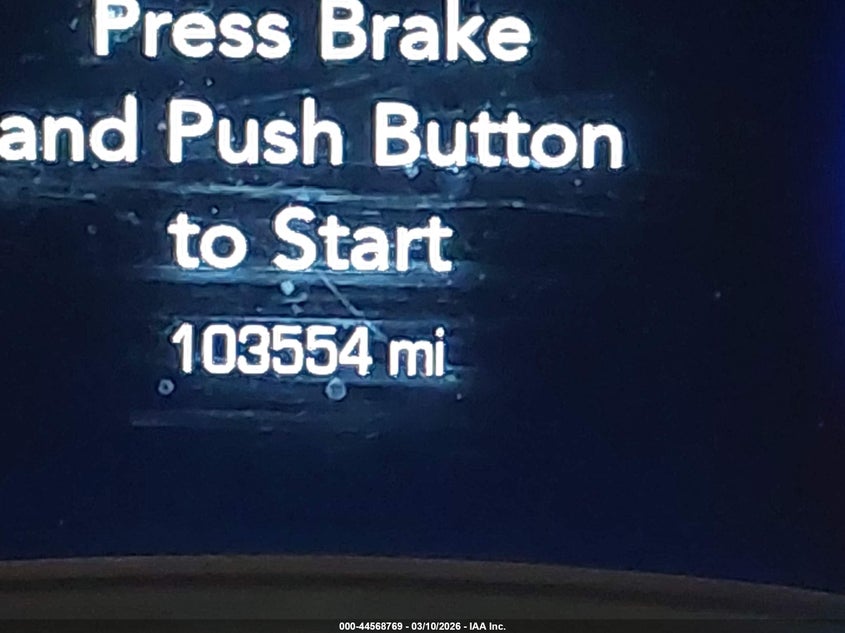 Press Brake
and Push Button
to Start
103554 mi
000-44568769 - 03/10/2026 - IAA Inc.